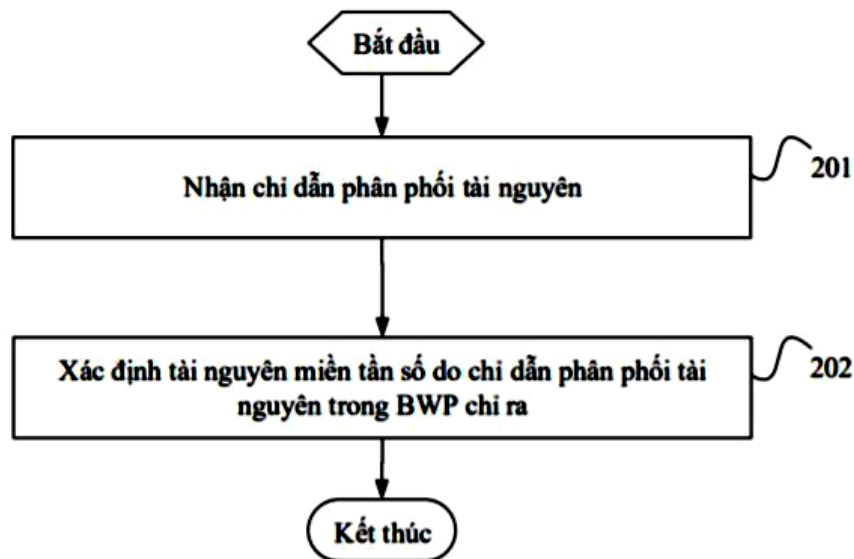 Bắt đầu
Nhận chỉ dẫn phân phối tài nguyên
201
Xác định tài nguyên miền tần số do chỉ dẫn phân phối tài
nguyên trong BWP chỉ ra
202
Kết thúc